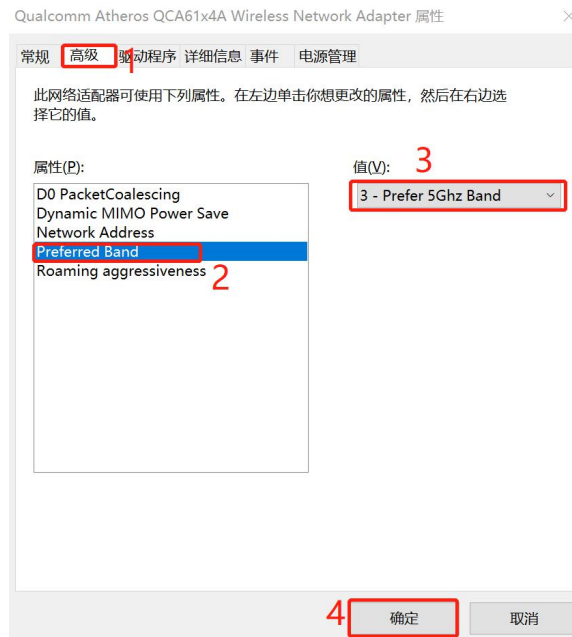 Qualcomm Atheros QCA61x4A Wireless Network Adapter 属性
常规 高级 驱动程序 详细信息 事件 电源管理
1
此网络适配器可使用下列属性。在左边单击你想更改的属性，然后在右边选
择它的值。
属性(P): 值(V): 3
D0 PacketCoalescing 3 - Prefer 5Ghz Band
Dynamic MIMO Power Save
Network Address
Preferred Band
Roaming aggressiveness 2
4 确定 取消